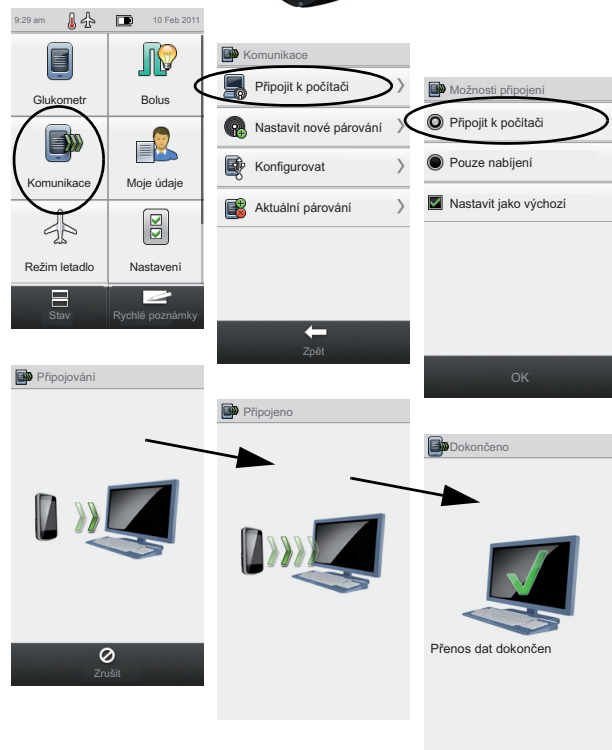 9:29 am
10 Feb 2011
Glukometr
Bolus
Komunikace
Moje údaje
Režim letadlo
Nastavení
Stav
Rychlé poznámky
Komunikace
Připojit k počítači
Nastavit nové párování
Konfigurovat
Aktuální párování
Zpět
Možnosti připojení
Připojit k počítači
Pouze nabíjení
Nastavit jako výchozí
OK
Připojování
Zrušit
Připojeno
Dokončeno
Přenos dat dokončen